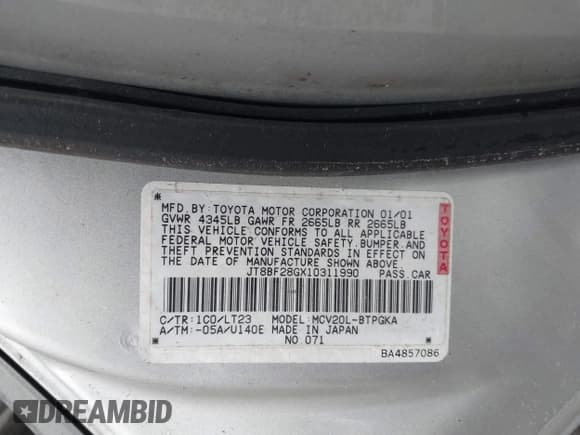 MFD. BY: TOYOTA MOTOR CORPORATION 01/01
GVWR 4345LB GAWR FR 2665LB RR 2665LB
THIS VEHICLE CONFORMS TO ALL APPLICABLE
FEDERAL MOTOR VEHICLE SAFETY, BUMPER, AND
THEFT PREVENTION STANDARDS IN EFFECT ON
THE DATE OF MANUFACTURE SHOWN ABOVE.
JT8BF28GX10311990 PASS. CAR
C/TR: 1C0/LT23 MODEL: MCV20L-BTPGKA
A/TM: -05A/U140E MADE IN JAPAN
NO. 071
BA4857086
TOYOTA
DREAMBID